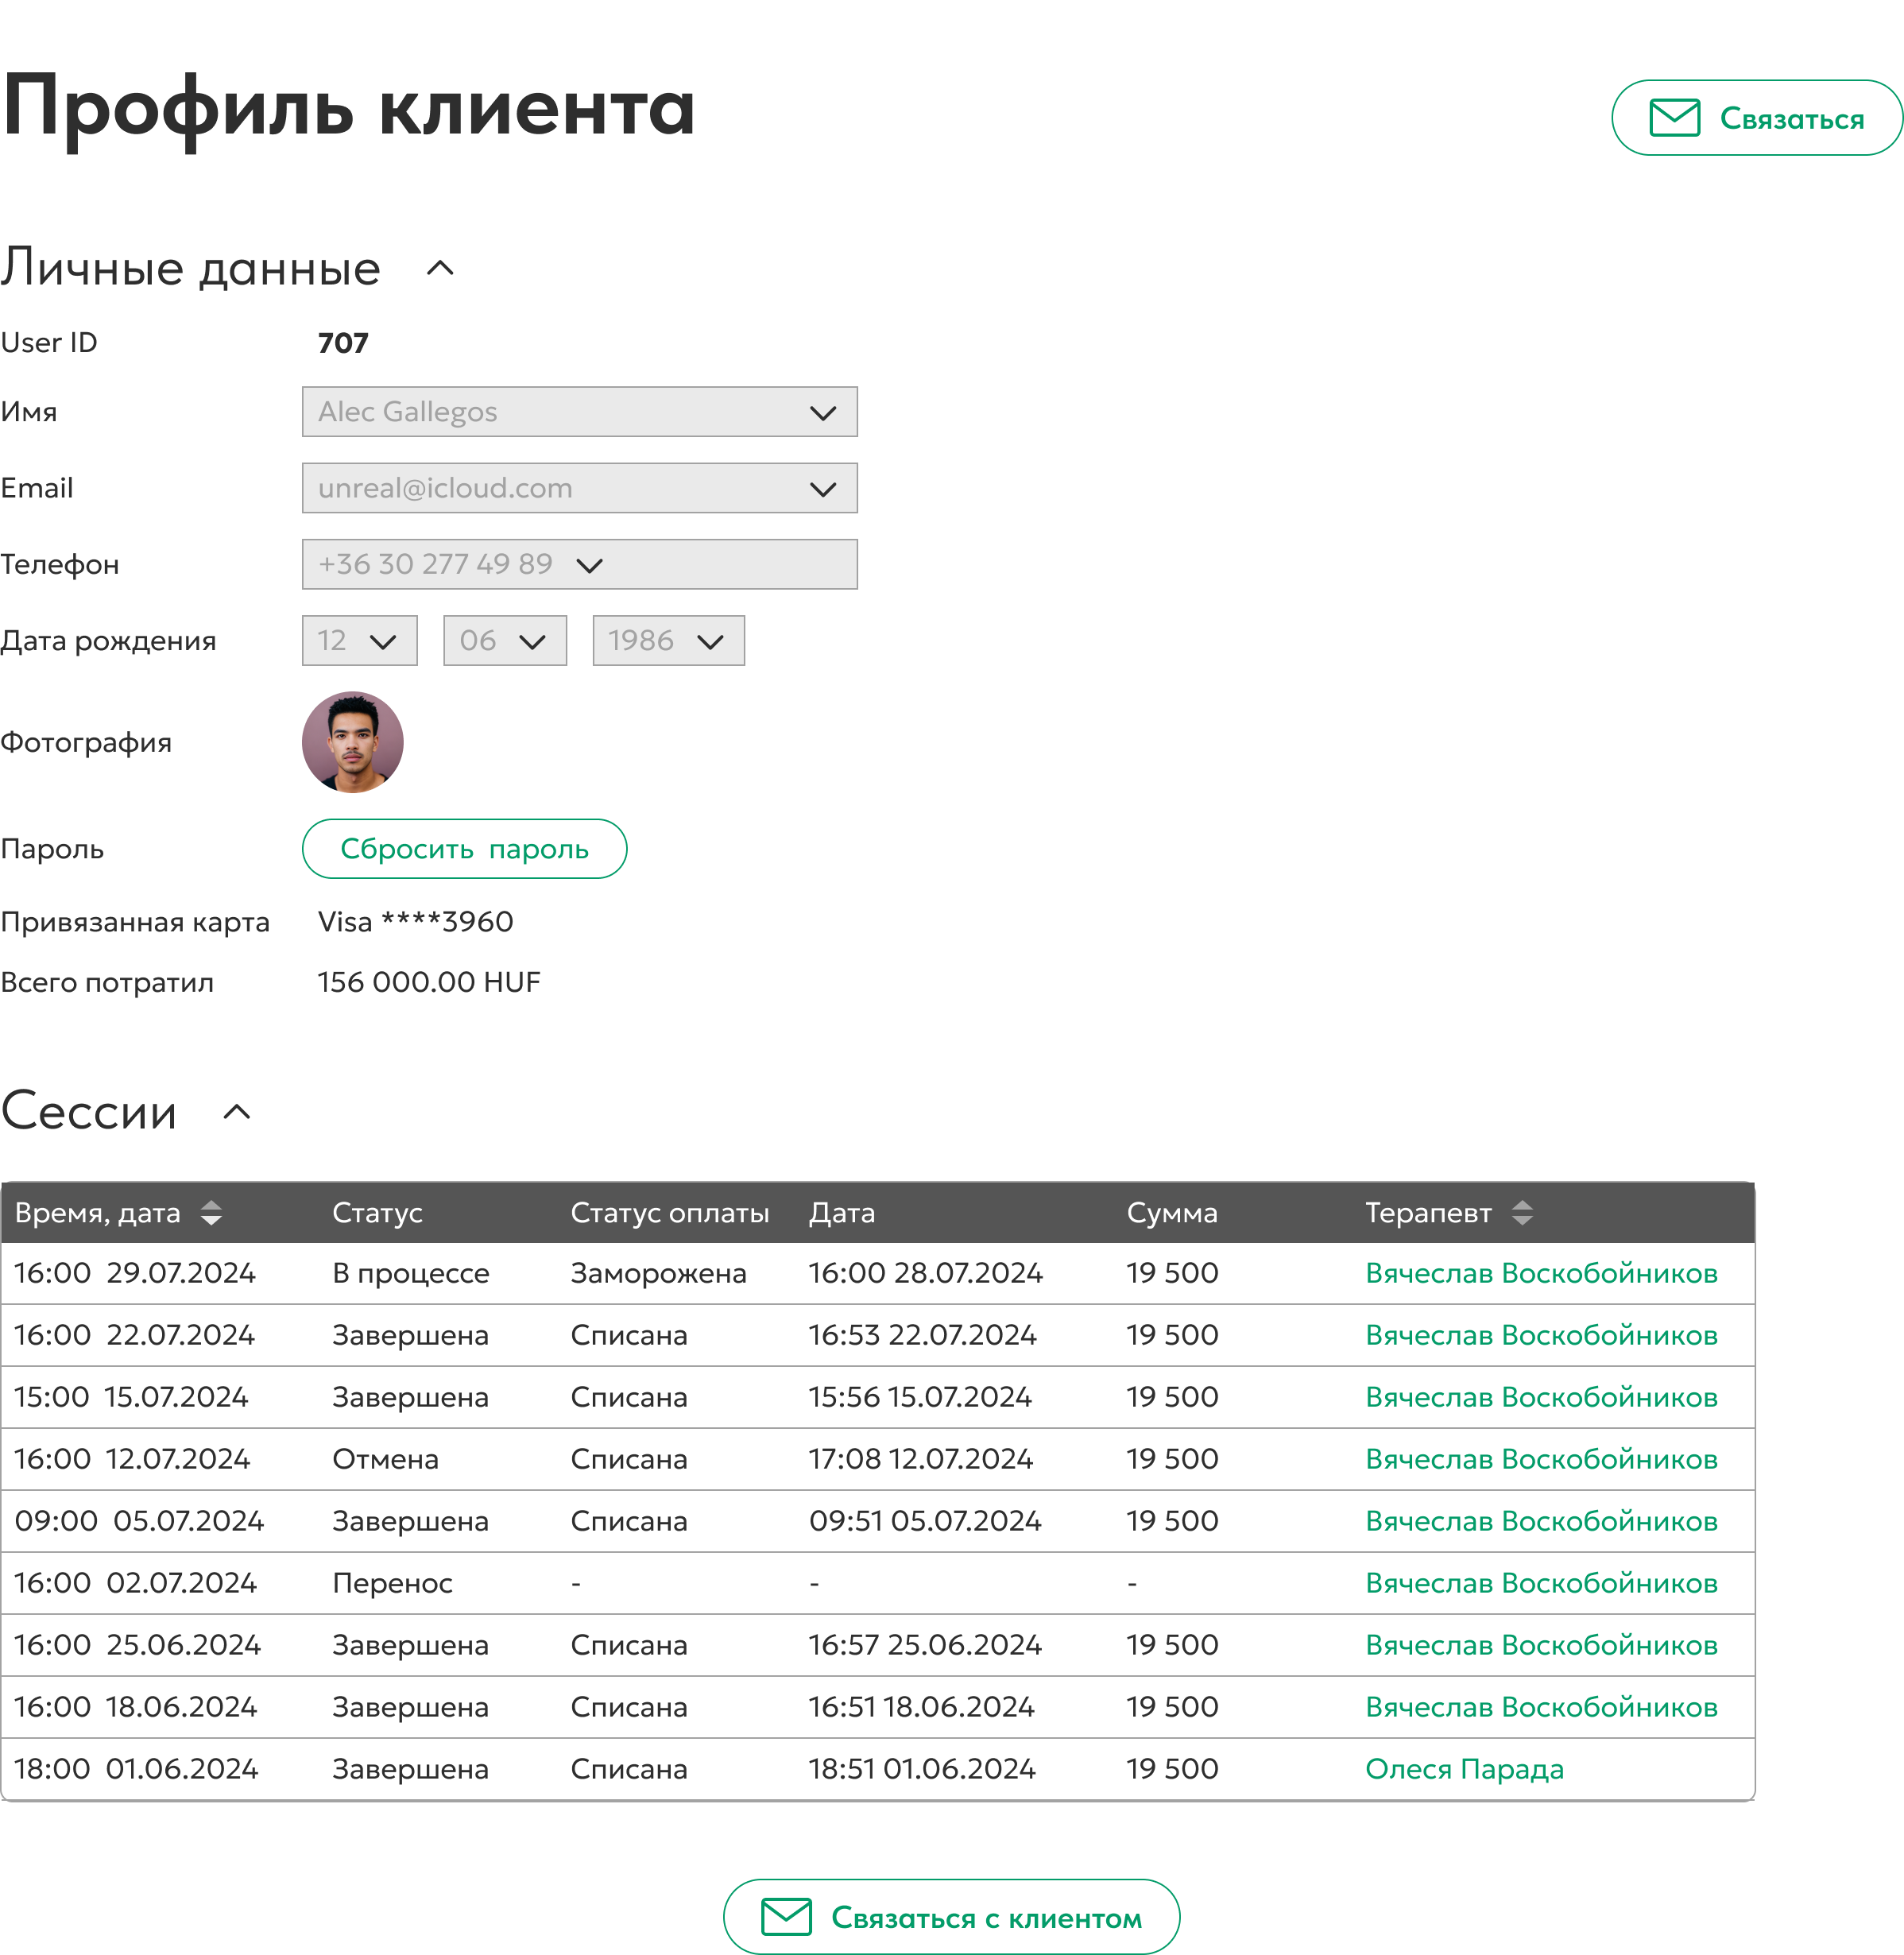 Профиль клиента
Связаться
Личные данные
User ID 707
Имя Alec Gallegos
Email unreal@icloud.com
Телефон +36 30 277 49 89
Дата рождения 12 06 1986
Фотография
Пароль Сбросить пароль
Привязанная карта Visa ****3960
Всего потратил 156 000.00 HUF
Сессии
Время, дата Статус Статус оплаты Дата Сумма Терапевт
16:00 29.07.2024 В процессе Заморожена 16:00 28.07.2024 19 500 Вячеслав Воскобойников
16:00 22.07.2024 Завершена Списана 16:53 22.07.2024 19 500 Вячеслав Воскобойников
15:00 15.07.2024 Завершена Списана 15:56 15.07.2024 19 500 Вячеслав Воскобойников
16:00 12.07.2024 Отмена Списана 17:08 12.07.2024 19 500 Вячеслав Воскобойников
09:00 05.07.2024 Завершена Списана 09:51 05.07.2024 19 500 Вячеслав Воскобойников
16:00 02.07.2024 Перенос - - - Вячеслав Воскобойников
16:00 25.06.2024 Завершена Списана 16:57 25.06.2024 19 500 Вячеслав Воскобойников
16:00 18.06.2024 Завершена Списана 16:51 18.06.2024 19 500 Вячеслав Воскобойников
18:00 01.06.2024 Завершена Списана 18:51 01.06.2024 19 500 Олеся Парада
Связаться с клиентом